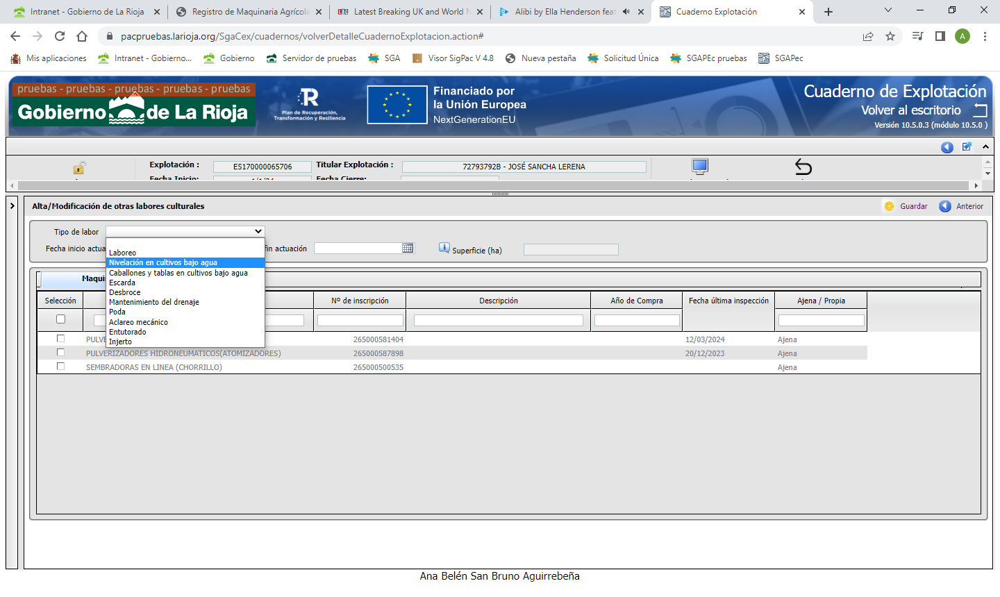 Intranet - Gobierno de La Rioja
Registro de Maquinaria Agrícola
Latest Breaking UK and World N
Alibi by Ella Henderson feat
Cuaderno Explotación
pacpruebas.larioja.org/SgaCex/cuadernos/volverDetalleCuadernoExplotacion.action#
A
Mis aplicaciones
Intranet - Gobierno...
Gobierno
Servidor de pruebas
SGA
Visor SigPac V 4.8
Nueva pestaña
Solicitud Única
SGAPEc pruebas
SGAPec
pruebas - pruebas - pruebas - pruebas - pruebas
Gobierno de La Rioja
Plan de Recuperación,
Transformación y Resiliencia
Financiado por
la Unión Europea
NextGenerationEU
Cuaderno de Explotación
Volver al escritorio
Versión 10.5.0.3 (módulo 10.5.0 )
Explotación : ES170000065706 Titular Explotación : 72793792B - JOSÉ SANCHA LERENA
Fecha Inicio: 1/1/24 Fecha Cierre:
Alta/Modificación de otras labores culturales
Guardar
Anterior
Tipo de labor
Fecha inicio actua
fin actuación
Superficie (ha)
Laboreo
Nivelación en cultivos bajo agua
Caballones y tablas en cultivos bajo agua
Escarda
Desbroce
Mantenimiento del drenaje
Poda
Aclareo mecánico
Entutorado
Injerto
Maqui
Selección Nº de inscripción Descripción Año de Compra Fecha última inspección Ajena / Propia
PULVE 265000581404 12/03/2024 Ajena
PULVERIZADORES HIDRONEUMATICOS(ATOMIZADORES) 265000587898 20/12/2023 Ajena
SEMBRADORAS EN LINEA (CHORRILLO) 265000500535 Ajena
Ana Belén San Bruno Aguirrebeña